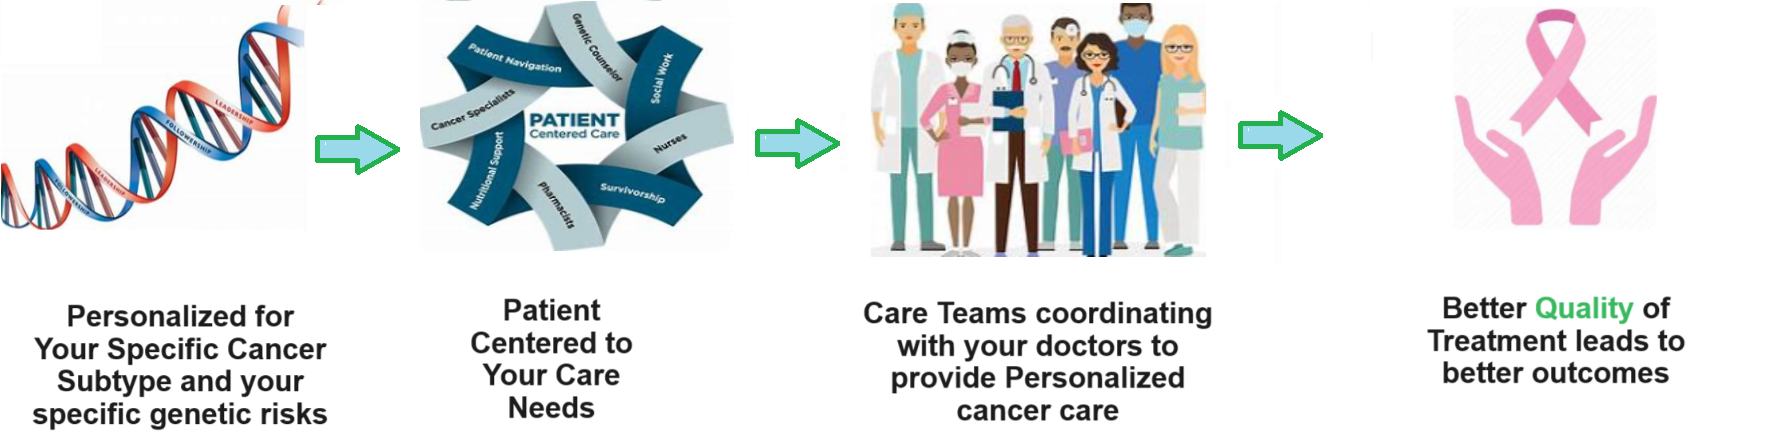 FOLLOWERSHIP
LEADERSHIP
FOLLOWERSHIP
LEADERSHIP
Personalized for
Your Specific Cancer
Subtype and your
specific genetic risks
Patient Navigation
Genetic Counselor
Social Work
Cancer Specialists
PATIENT
Centered Care
Nurses
Nutritional Support
Pharmacists
Survivorship
Patient
Centered to
Your Care
Needs
Care Teams coordinating
with your doctors to
provide Personalized
cancer care
Better Quality of
Treatment leads to
better outcomes